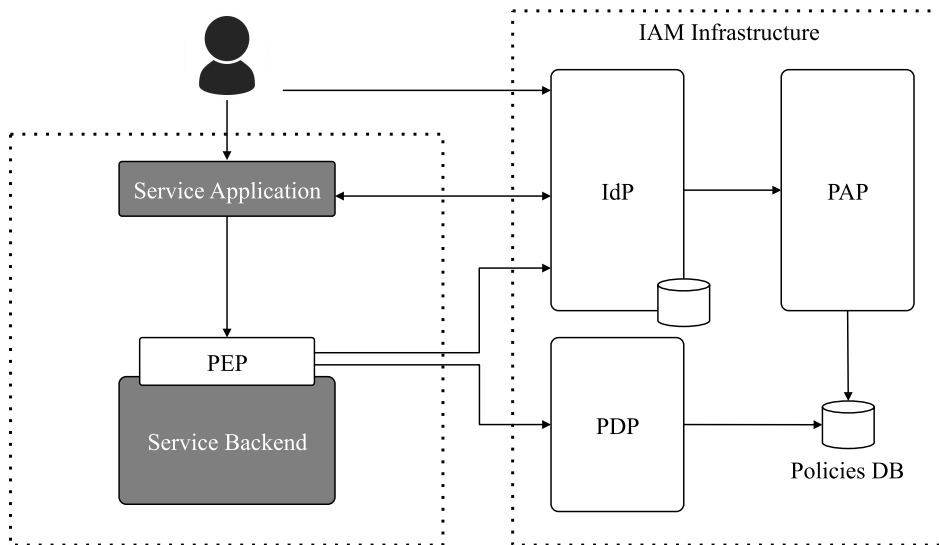 IAM Infrastructure
Service Application
IdP
PAP
PEP
Service Backend
PDP
Policies DB